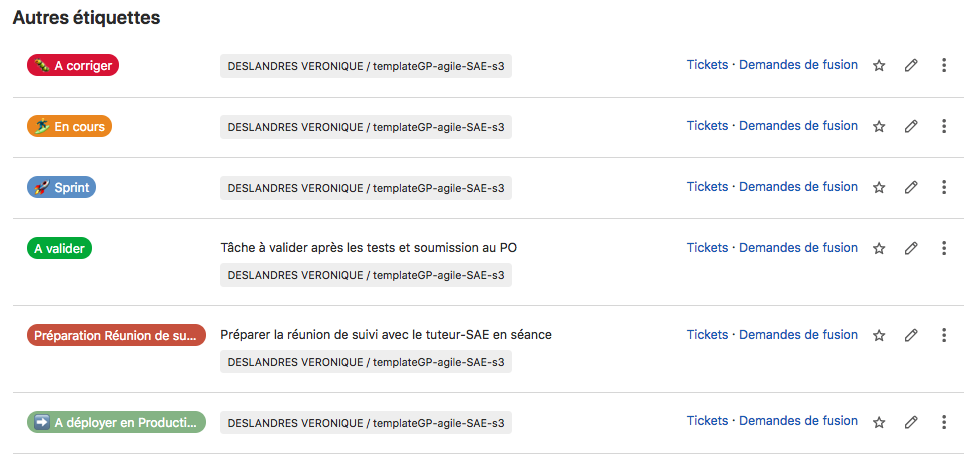 Autres étiquettes
🐛 A corriger DESLANDRES VERONIQUE / templateGP-agile-SAE-s3 Tickets · Demandes de fusion
🏝️ En cours DESLANDRES VERONIQUE / templateGP-agile-SAE-s3 Tickets · Demandes de fusion
🚀 Sprint DESLANDRES VERONIQUE / templateGP-agile-SAE-s3 Tickets · Demandes de fusion
A valider Tâche à valider après les tests et soumission au PO Tickets · Demandes de fusion
DESLANDRES VERONIQUE / templateGP-agile-SAE-s3
Préparation Réunion de su... Préparer la réunion de suivi avec le tuteur-SAE en séance Tickets · Demandes de fusion
DESLANDRES VERONIQUE / templateGP-agile-SAE-s3
➡️ A déployer en Producti... DESLANDRES VERONIQUE / templateGP-agile-SAE-s3 Tickets · Demandes de fusion